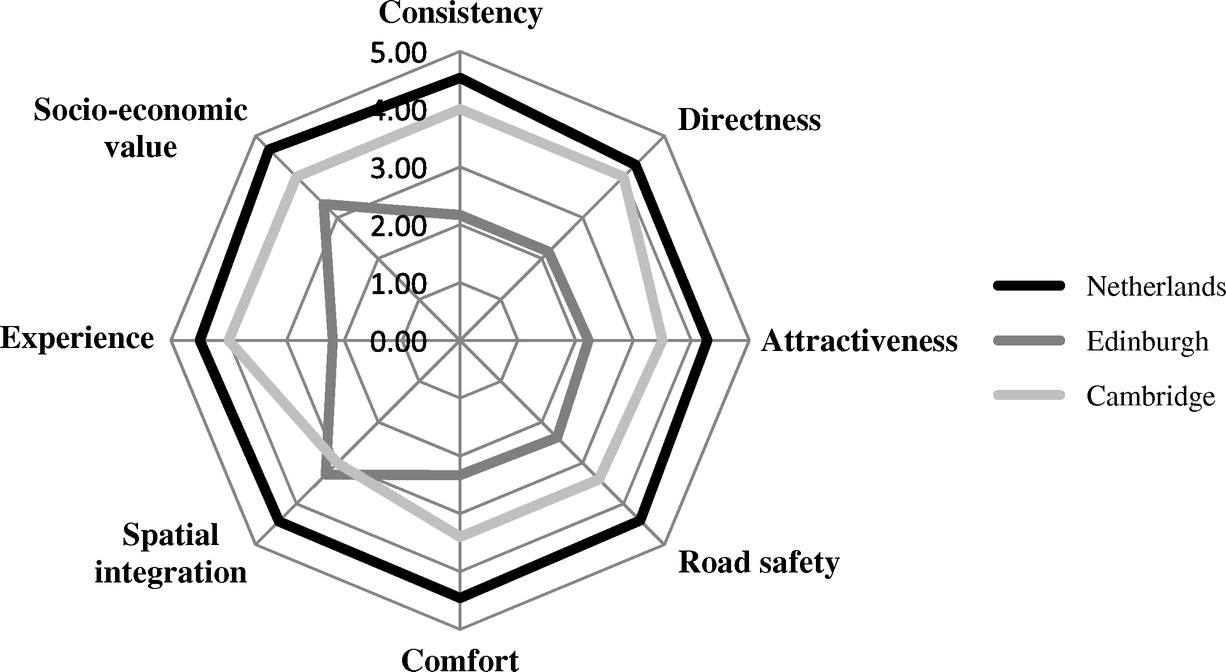 Consistency
5.00
Socio-economic
value
4.00
Directness
3.00
2.00
1.00
Netherlands
Experience
0.00
Attractiveness
Edinburgh
Cambridge
Spatial
integration
Road safety
Comfort